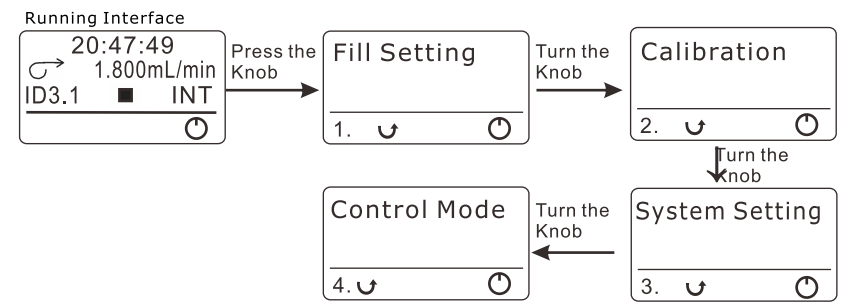 Running Interface
20:47:49
1.800mL/min
ID3.1 INT
Press the
Knob
Fill Setting
1.
Turn the
Knob
Calibration
2.
Turn the
Knob
System Setting
3.
Turn the
Knob
Control Mode
4.